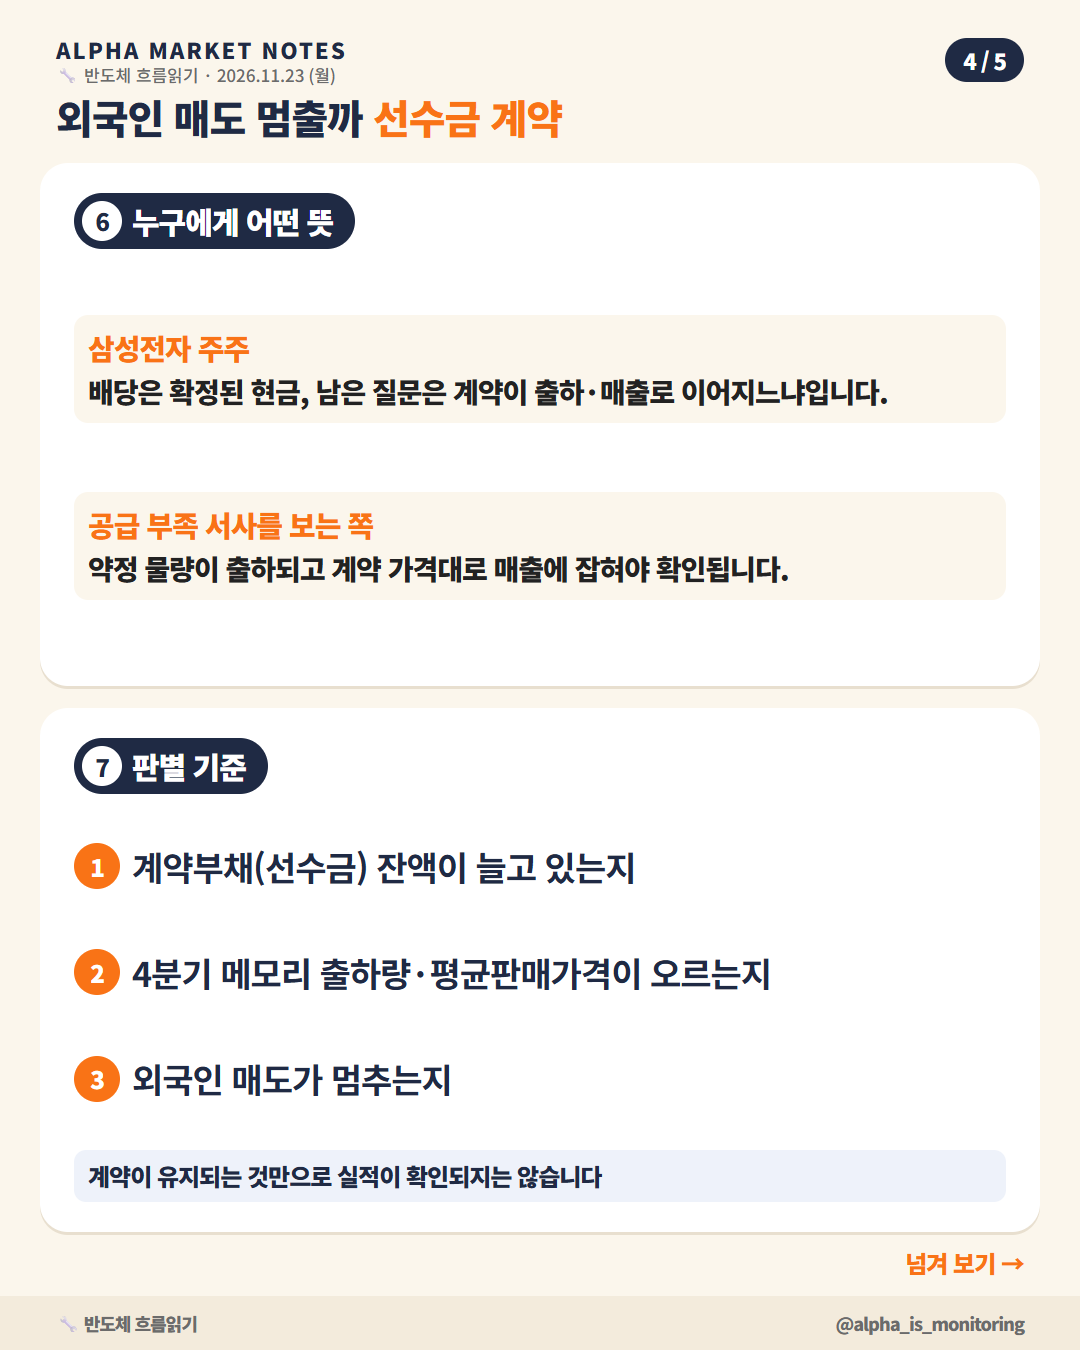 ALPHA MARKET NOTES
4 / 5
🔧 반도체 흐름읽기 · 2026.11.23 (월)
외국인 매도 멈출까 선수금 계약
6 누구에게 어떤 뜻
삼성전자 주주
배당은 확정된 현금, 남은 질문은 계약이 출하·매출로 이어지느냐입니다.
공급 부족 서사를 보는 쪽
약정 물량이 출하되고 계약 가격대로 매출에 잡혀야 확인됩니다.
7 판별 기준
1 계약부채(선수금) 잔액이 늘고 있는지
2 4분기 메모리 출하량·평균판매가격이 오르는지
3 외국인 매도가 멈추는지
계약이 유지되는 것만으로 실적이 확인되지는 않습니다
넘겨 보기 →
🔧 반도체 흐름읽기
@alpha_is_monitoring